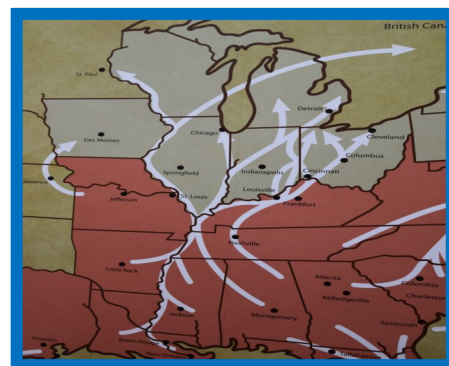 British Can
St. Paul
Detroit
Chicago
Cleveland
Des Moines
Columbus
Springfield
Indianapolis
Cincinnati
Louisville
St. Louis
Jefferson
Frankfort
Nashville
Little Rock
Atlanta
Columbia
Milledgeville
Charleston
Jackson
Montgomery
Savannah
Baton Rouge
New Orleans